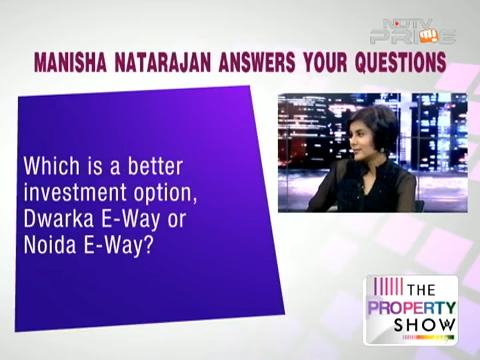 NDTV
PRIME
MANISHA NATARAJAN ANSWERS YOUR QUESTIONS
Which is a better
investment option,
Dwarka E-Way or
Noida E-Way?
THE
PROPERTY
SHOW